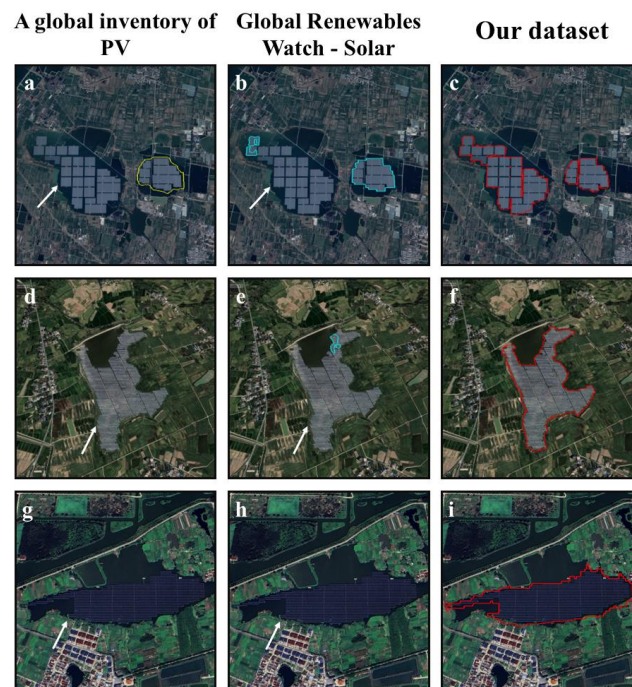 A global inventory of
PV
Global Renewables
Watch - Solar
Our dataset
a
b
c
d
e
f
g
h
i